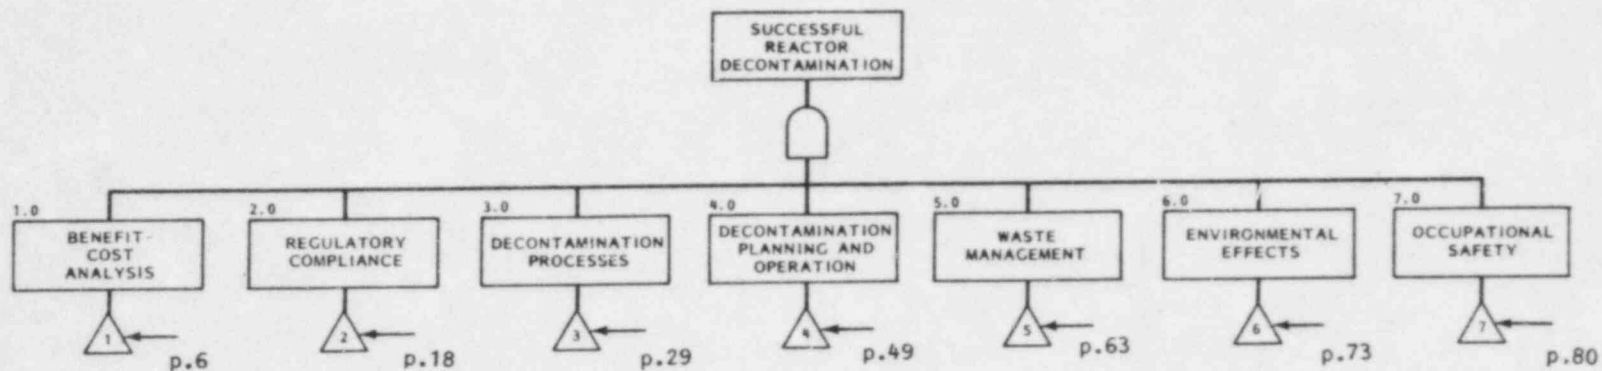 SUCCESSFUL
REACTOR
DECONTAMINATION
1.0
BENEFIT-
COST
ANALYSIS
1
p.6
2.0
REGULATORY
COMPLIANCE
2
p.18
3.0
DECONTAMINATION
PROCESSES
3
p.29
4.0
DECONTAMINATION
PLANNING AND
OPERATION
4
p.49
5.0
WASTE
MANAGEMENT
5
p.63
6.0
ENVIRONMENTAL
EFFECTS
6
p.73
7.0
OCCUPATIONAL
SAFETY
7
p.80